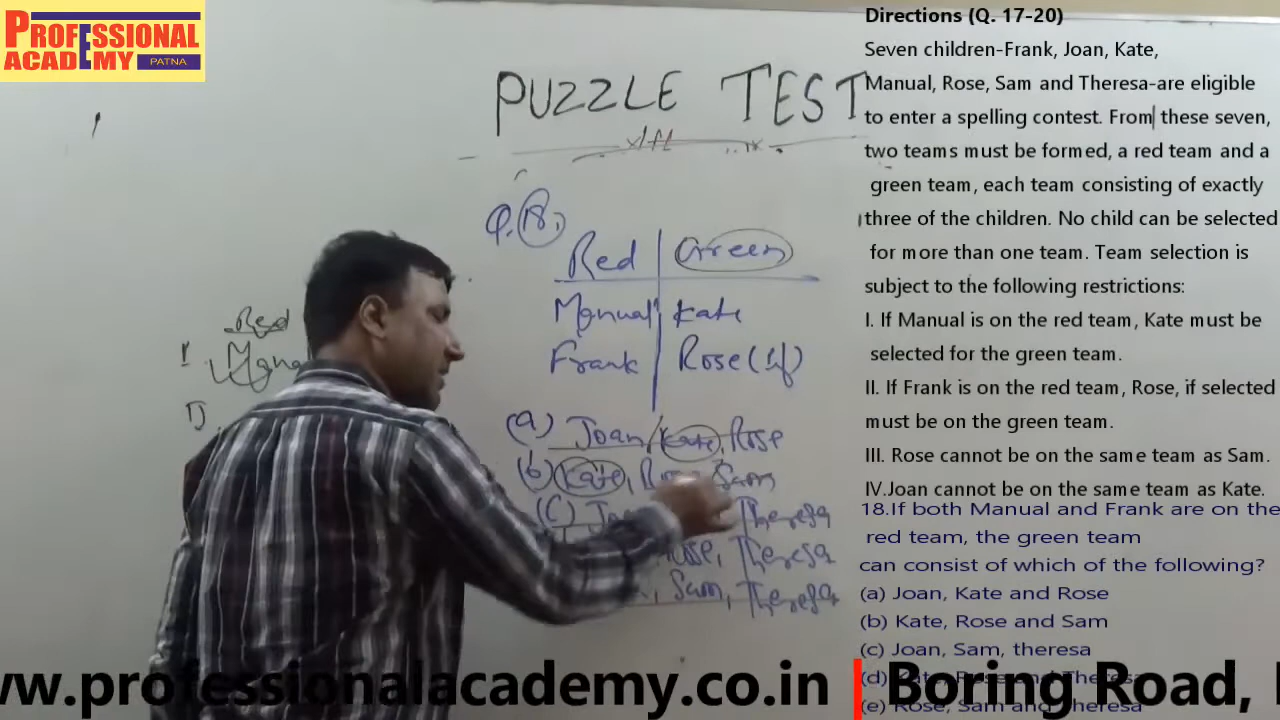 PROFESSIONAL
ACADEMY PATNA
PUZZLE TEST
Q. 18.
Red Green
Manual Kate
Frank Rose (If)
(a) Joan, Kate, Rose
(b) Kate, Sam
(C) Theresa
Rose, Theresa
Sam, Theresa
Red
I
Directions (Q. 17-20)
Seven children-Frank, Joan, Kate,
Manual, Rose, Sam and Theresa-are eligible
to enter a spelling contest. From these seven,
two teams must be formed, a red team and a
green team, each team consisting of exactly
three of the children. No child can be selected
for more than one team. Team selection is
subject to the following restrictions:
I. If Manual is on the red team, Kate must be
selected for the green team.
II. If Frank is on the red team, Rose, if selected
must be on the green team.
III. Rose cannot be on the same team as Sam.
IV.Joan cannot be on the same team as Kate.
18.If both Manual and Frank are on the
red team, the green team
can consist of which of the following?
(a) Joan, Kate and Rose
(b) Kate, Rose and Sam
(c) Joan, Sam, theresa
(d) Kate, Rose and Theresa
(e) Rose, Sam and Theresa
www.professionalacademy.co.in | Boring Road,